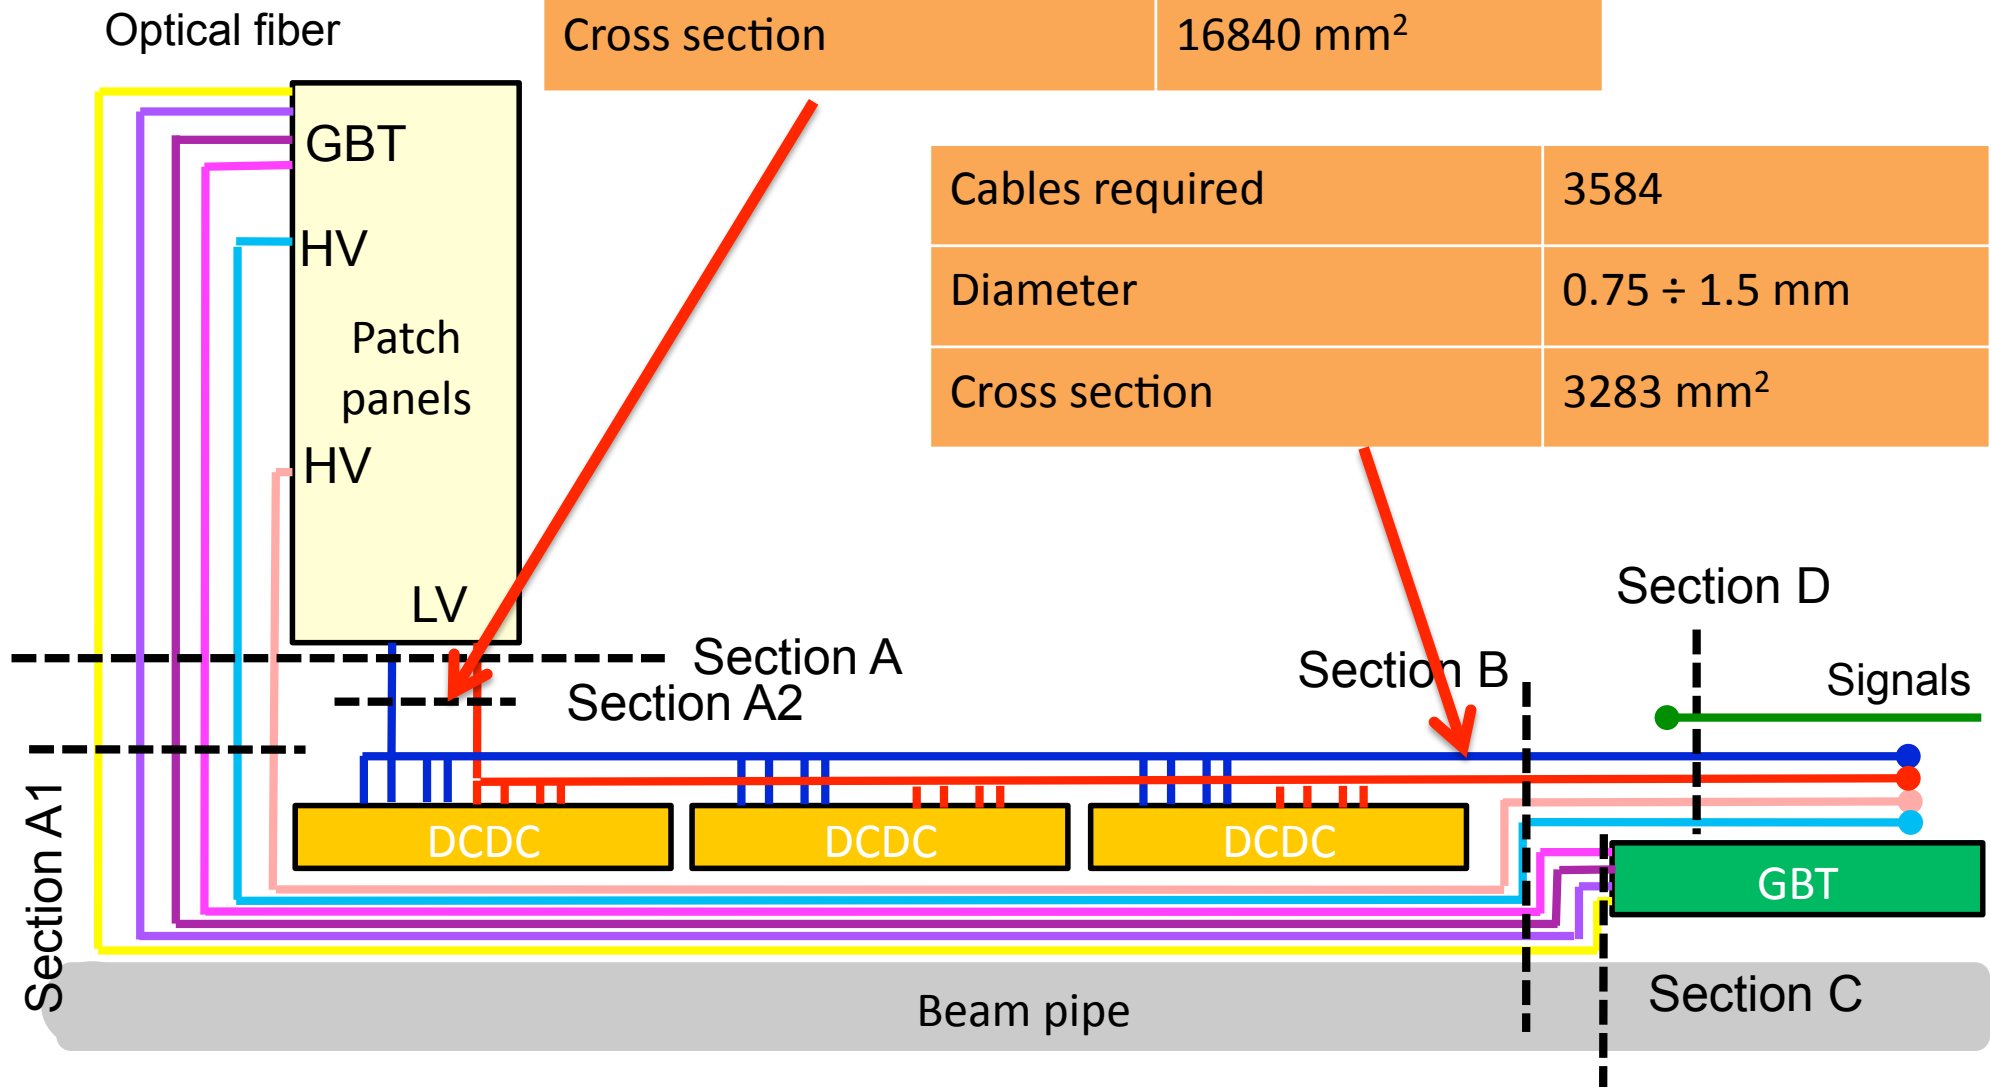 Optical fiber
Cross section 16840 mm²
GBT
Cables required 3584
HV
Diameter 0.75 ÷ 1.5 mm
Patch
panels
Cross section 3283 mm²
HV
LV
Section D
Section A
Section B
Signals
Section A2
Section A1
DCDC DCDC DCDC
GBT
Section C
Beam pipe